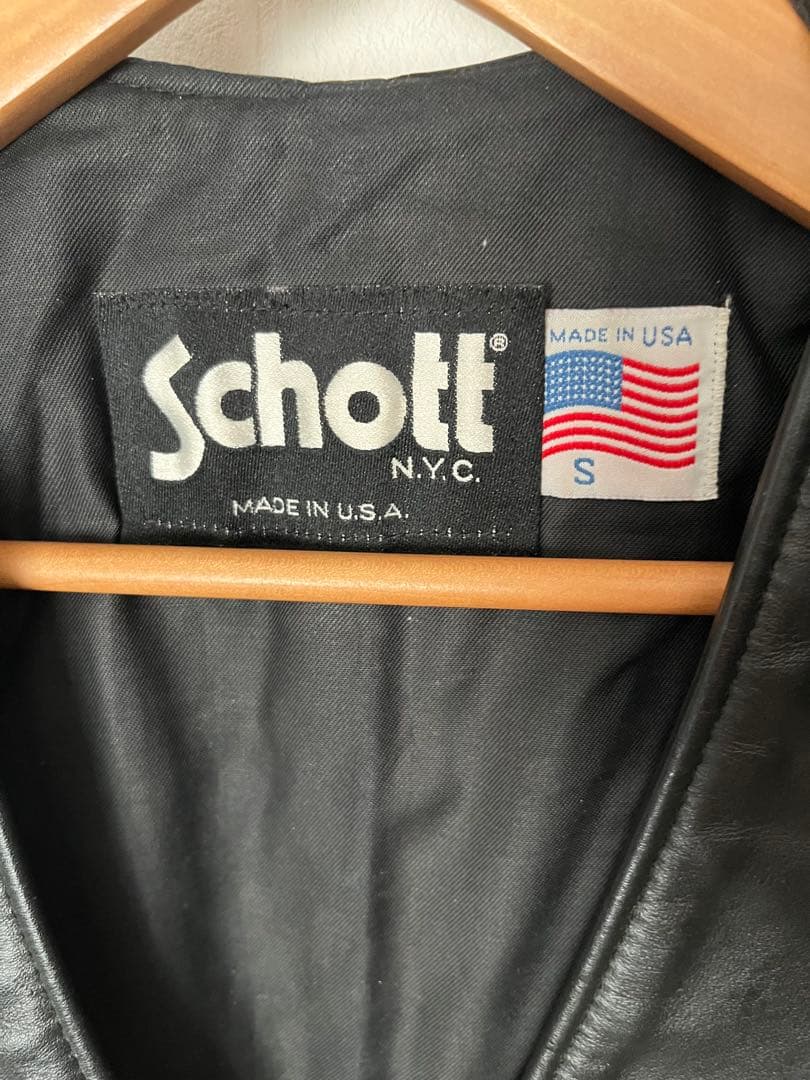 Schott®
N.Y.C.
MADE IN U.S.A.
MADE IN USA
S